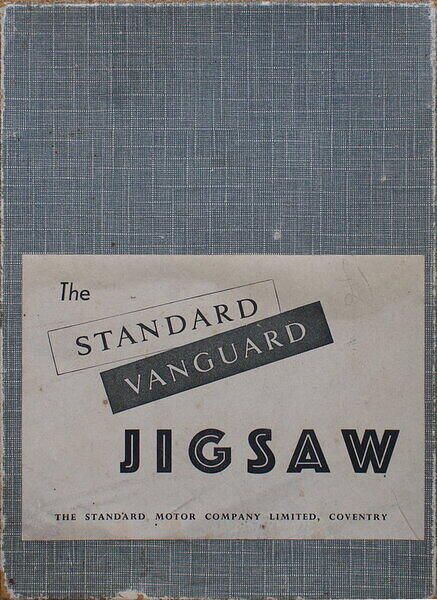 The
STANDARD
VANGUARD
JIGSAW
THE STANDARD MOTOR COMPANY LIMITED, COVENTRY